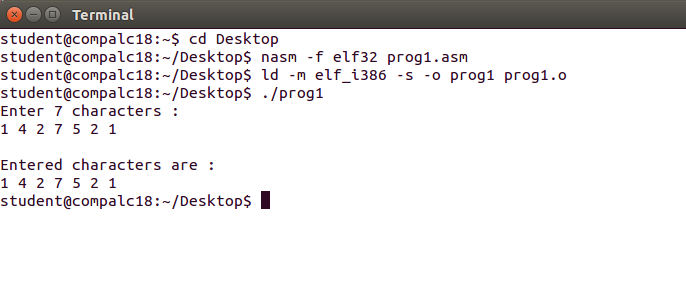 Terminal
student@compalc18:~$ cd Desktop
student@compalc18:~/Desktop$ nasm -f elf32 prog1.asm
student@compalc18:~/Desktop$ ld -m elf_i386 -s -o prog1 prog1.o
student@compalc18:~/Desktop$ ./prog1
Enter 7 characters :
1 4 2 7 5 2 1
Entered characters are :
1 4 2 7 5 2 1
student@compalc18:~/Desktop$